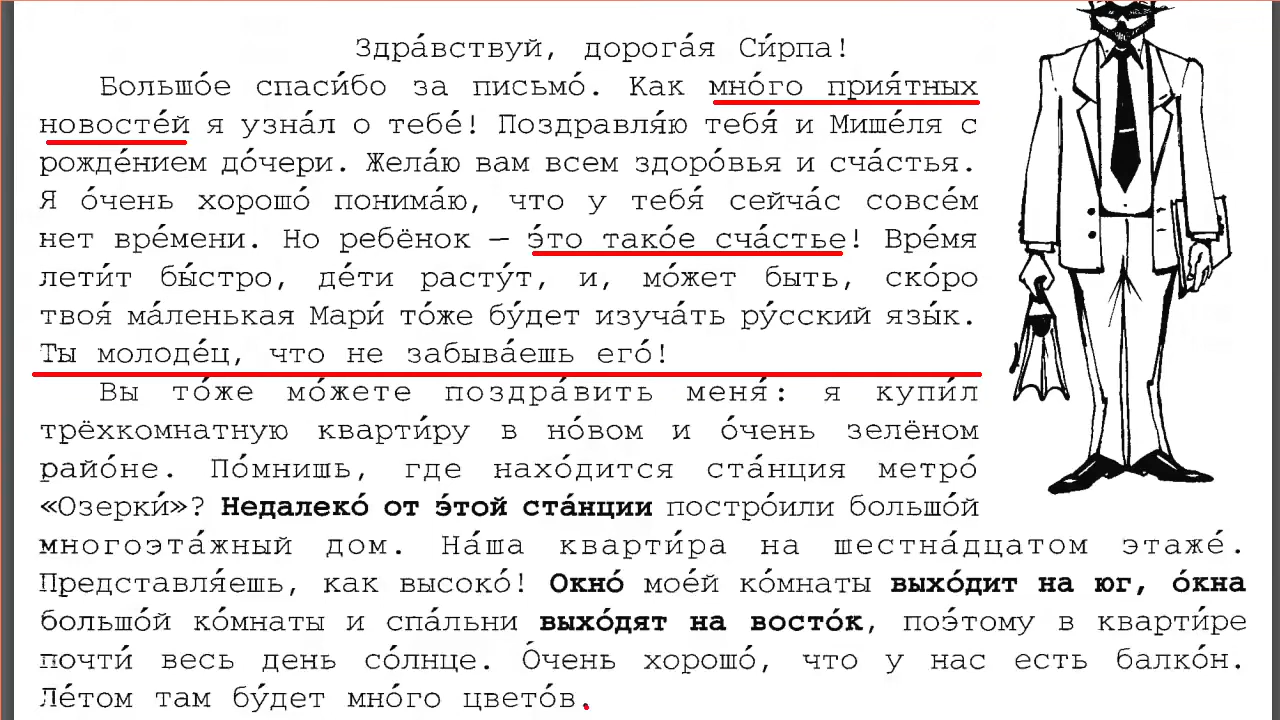 Здра́вствуй, дорога́я Си́рпа!
Большо́е спаси́бо за письмо́. Как мно́го прия́тных
новосте́й я узна́л о тебе́! Поздравля́ю тебя́ и Мише́ля с
рожде́нием до́чери. Жела́ю вам всем здоро́вья и сча́стья.
Я о́чень хорошо́ понима́ю, что у тебя́ сейча́с совсе́м
нет вре́мени. Но ребёнок — э́то тако́е сча́стье! Вре́мя
лети́т бы́стро, де́ти расту́т, и, мо́жет быть, ско́ро
твоя́ ма́ленькая Мари́ то́же бу́дет изуча́ть ру́сский язы́к.
Ты молоде́ц, что не забыва́ешь его́!
Вы то́же мо́жете поздра́вить меня́: я купи́л
трёхкомнатную кварти́ру в но́вом и о́чень зелёном
райо́не. По́мнишь, где нахо́дится ста́нция метро́
«Озерки́»? Недалеко́ от э́той ста́нции постро́или большо́й
многоэта́жный дом. На́ша кварти́ра на шестна́дцатом этаже́.
Представля́ешь, как высоко́! Окно́ мое́й ко́мнаты выхо́дит на юг, о́кна
большо́й ко́мнаты и спа́льни выхо́дят на восто́к, поэ́тому в кварти́ре
почти́ весь день со́лнце. О́чень хорошо́, что у нас есть балко́н.
Ле́том там бу́дет мно́го цвето́в.